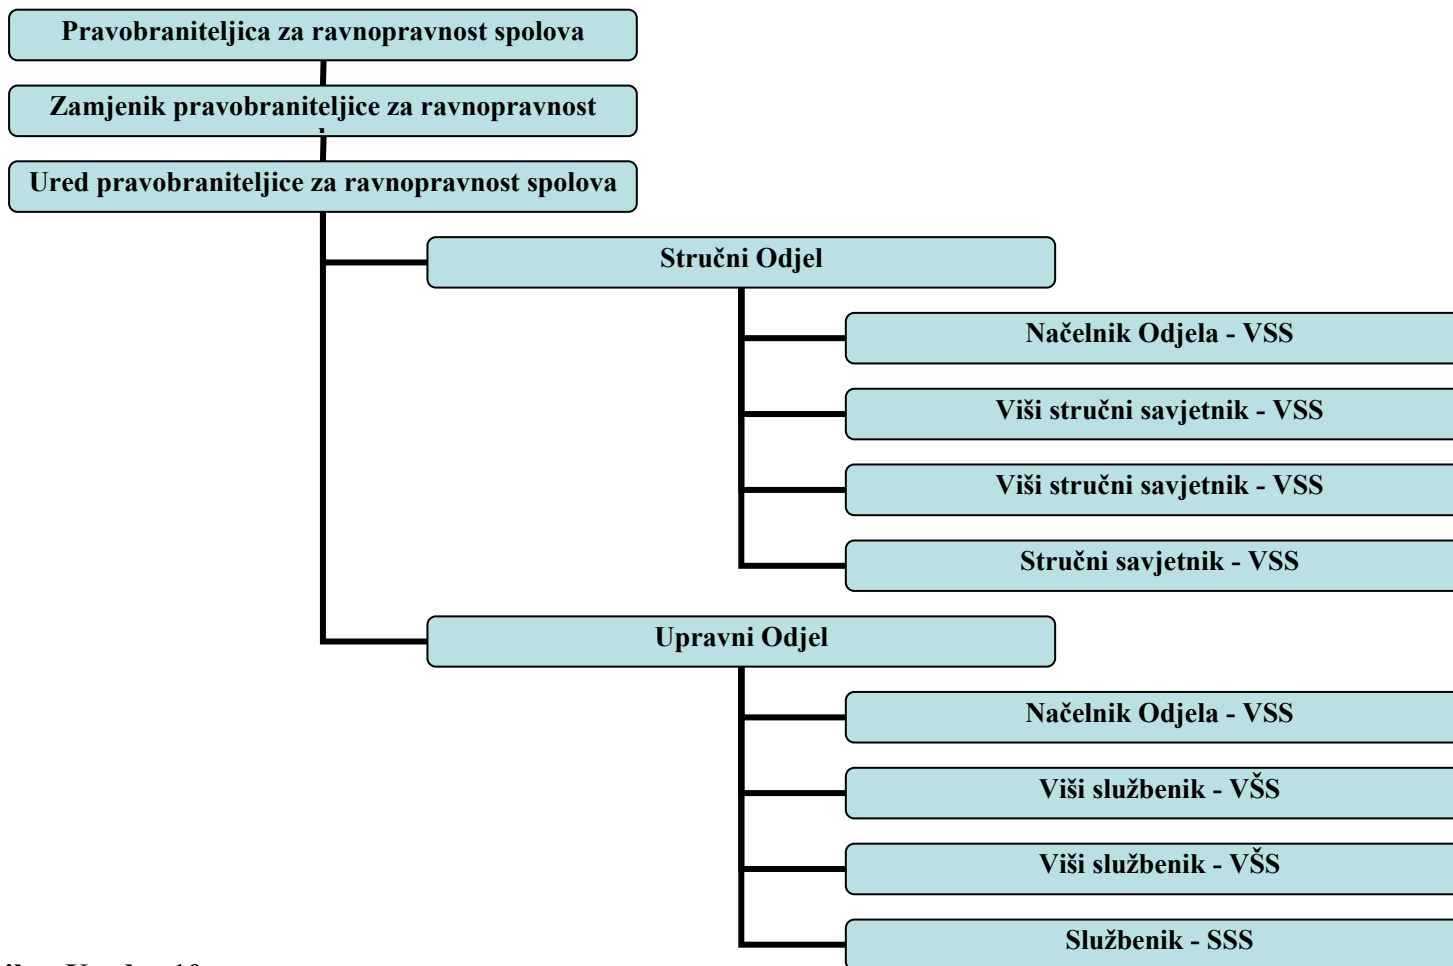 Pravobraniteljica za ravnopravnost spolova
Zamjenik pravobraniteljice za ravnopravnost
Ured pravobraniteljice za ravnopravnost spolova
Stručni Odjel
Načelnik Odjela - VSS
Viši stručni savjetnik - VSS
Viši stručni savjetnik - VSS
Stručni savjetnik - VSS
Upravni Odjel
Načelnik Odjela - VSS
Viši službenik - VŠS
Viši službenik - VŠS
Službenik - SSS